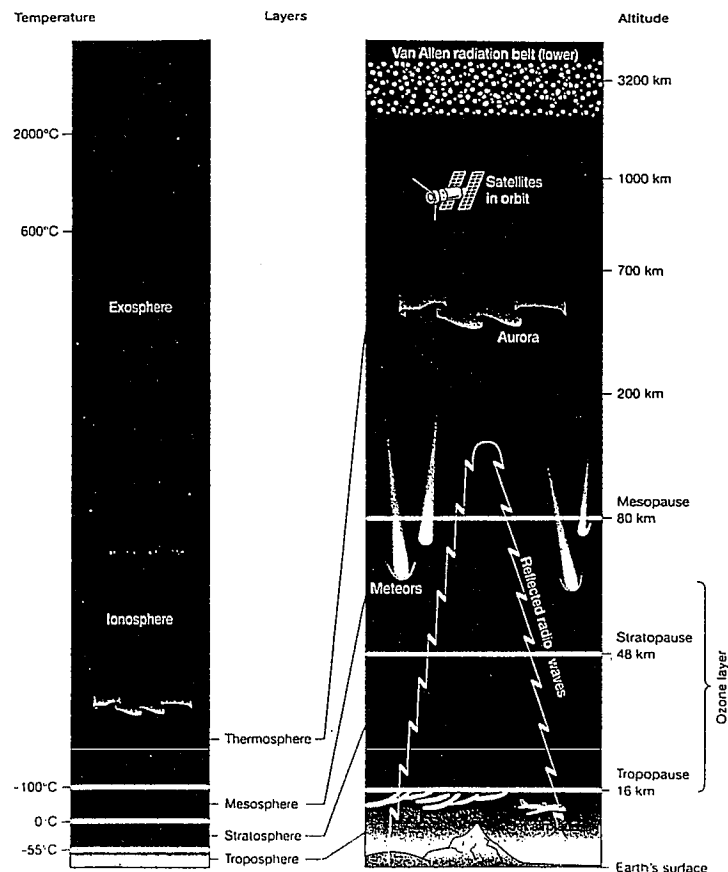 Temperature
Layers
Altitude
Van Allen radiation belt (lower)
3200 km
2000°C
1000 km
Satellites
in orbit
600°C
700 km
Exosphere
Aurora
200 km
Mesopause
80 km
Meteors
Reflected radio waves
Ionosphere
Stratopause
48 km
Ozone layer
Thermosphere
Tropopause
16 km
-100°C
Mesosphere
0°C
Stratosphere
-55°C
Troposphere
Earth's surface